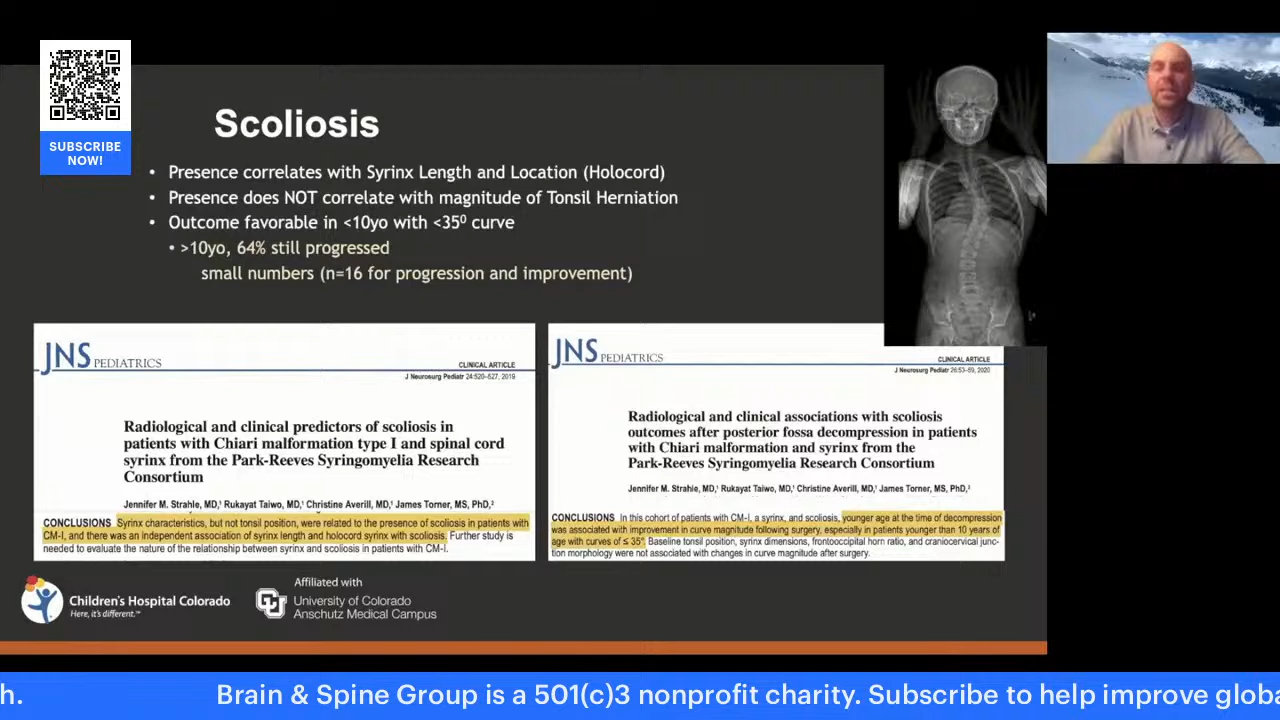 SUBSCRIBE
NOW!
Scoliosis
• Presence correlates with Syrinx Length and Location (Holocord)
• Presence does NOT correlate with magnitude of Tonsil Herniation
• Outcome favorable in <10yo with <35⁰ curve
• >10yo, 64% still progressed
small numbers (n=16 for progression and improvement)
JNS PEDIATRICS
CLINICAL ARTICLE
J Neurosurg Pediatr 24:520–527, 2019
Radiological and clinical predictors of scoliosis in
patients with Chiari malformation type I and spinal cord
syrinx from the Park-Reeves Syringomyelia Research
Consortium
Jennifer M. Strahle, MD,¹ Rukayat Taiwo, MD,¹ Christine Averill, MD,¹ James Torner, MS, PhD,²
CONCLUSIONS Syrinx characteristics, but not tonsil position, were related to the presence of scoliosis in patients with
CM-I, and there was an independent association of syrinx length and holocord syrinx with scoliosis. Further study is
needed to evaluate the nature of the relationship between syrinx and scoliosis in patients with CM-I.
JNS PEDIATRICS
CLINICAL ARTICLE
J Neurosurg Pediatr 26:53–59, 2020
Radiological and clinical associations with scoliosis
outcomes after posterior fossa decompression in patients
with Chiari malformation and syrinx from the
Park-Reeves Syringomyelia Research Consortium
Jennifer M. Strahle, MD,¹ Rukayat Taiwo, MD,¹ Christine Averill, MD,¹ James Torner, MS, PhD,²
CONCLUSIONS In this cohort of patients with CM-I, a syrinx, and scoliosis, younger age at the time of decompression
was associated with improvement in curve magnitude following surgery, especially in patients younger than 10 years of
age with curves of ≤ 35°. Baseline tonsil position, syrinx dimensions, frontooccipital horn ratio, and craniocervical junc-
tion morphology were not associated with changes in curve magnitude after surgery.
Children's Hospital Colorado
Here, it's different.™
Affiliated with
CU
University of Colorado
Anschutz Medical Campus
h. Brain & Spine Group is a 501(c)3 nonprofit charity. Subscribe to help improve globa